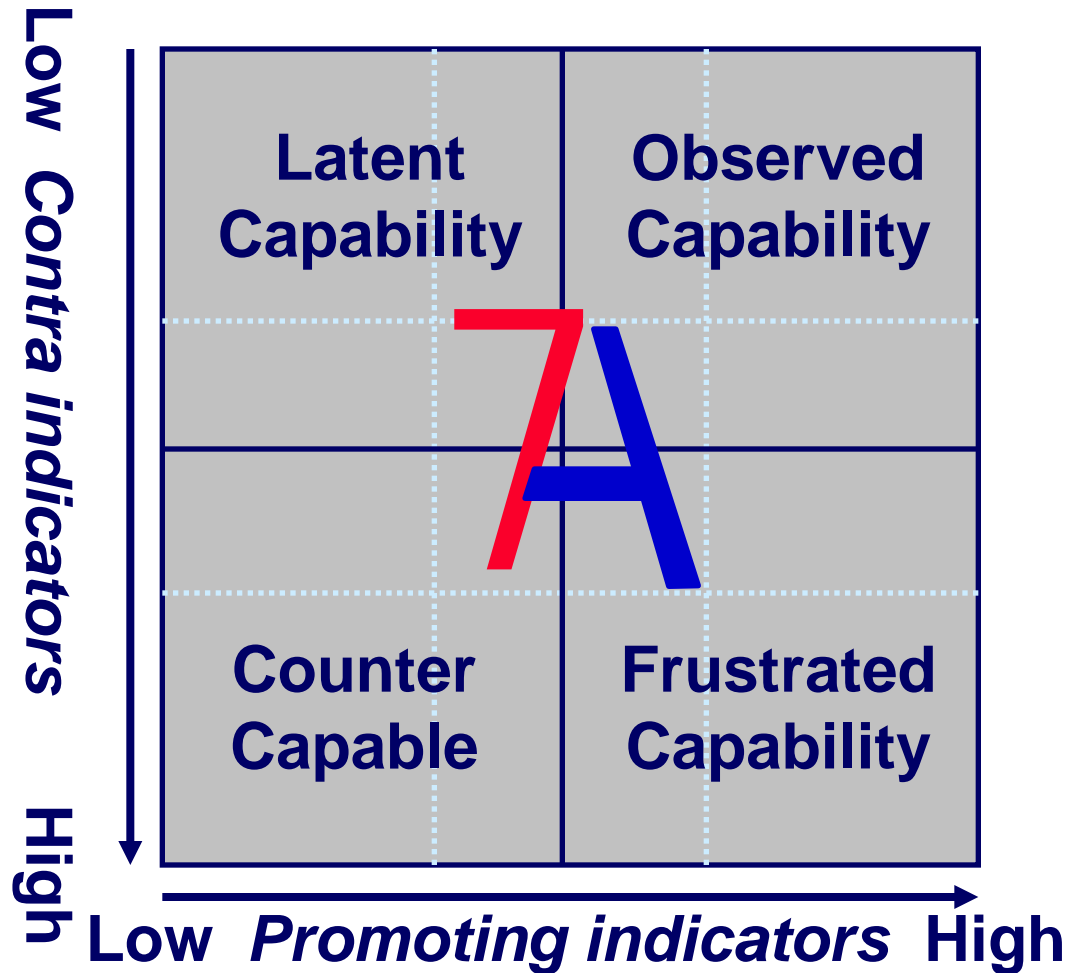 Low Contra indicators High
Latent
Capability
Observed
Capability
7A
Counter
Capable
Frustrated
Capability
Low Promoting indicators High